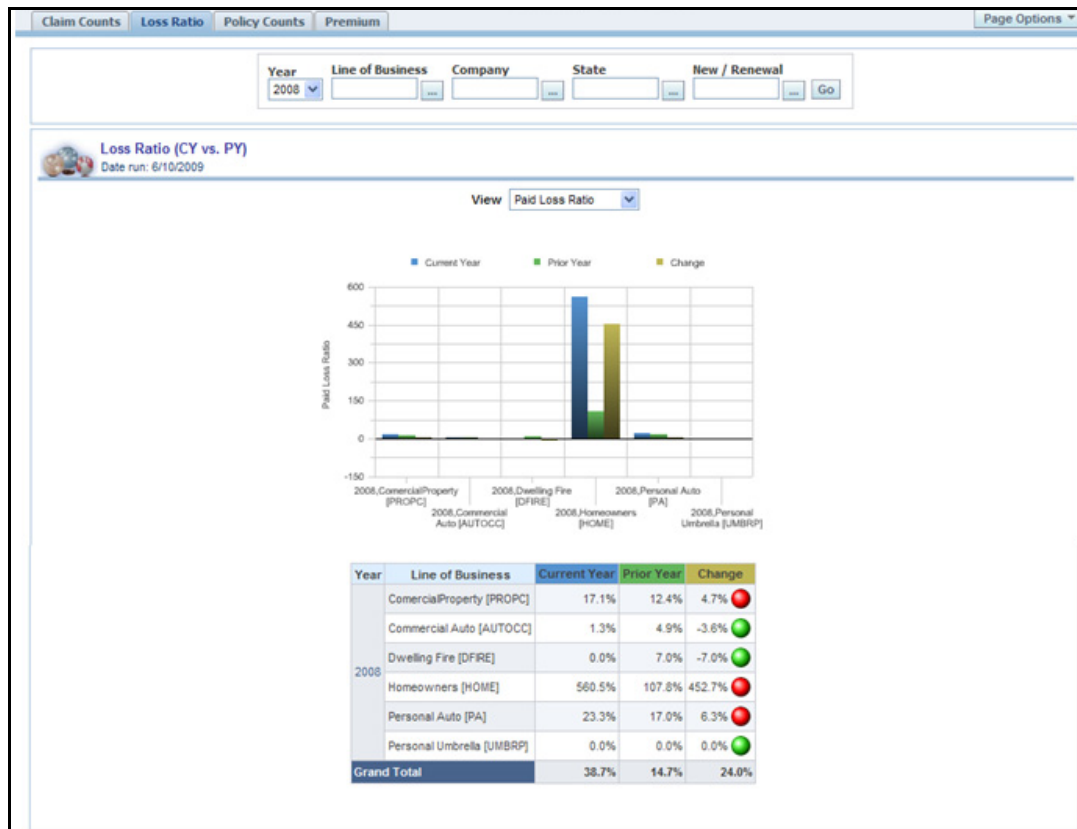 Claim Counts Loss Ratio Policy Counts Premium Page Options
Year Line of Business Company State New / Renewal
2008 ... ... ... ... Go
Loss Ratio (CY vs. PY)
Date run: 6/10/2009
View Paid Loss Ratio
Current Year Prior Year Change
Paid Loss Ratio
600
450
300
150
0
-150
2008,ComercialProperty
[PROPC]
2008,Commercial
Auto [AUTOCC]
2008,Dwelling Fire
[DFIRE]
2008,Homeowners
[HOME]
2008,Personal Auto
[PA]
2008,Personal
Umbrella [UMBRP]
Year Line of Business Current Year Prior Year Change
2008
ComercialProperty [PROPC] 17.1% 12.4% 4.7%
Commercial Auto [AUTOCC] 1.3% 4.9% -3.6%
Dwelling Fire [DFIRE] 0.0% 7.0% -7.0%
Homeowners [HOME] 560.5% 107.8% 452.7%
Personal Auto [PA] 23.3% 17.0% 6.3%
Personal Umbrella [UMBRP] 0.0% 0.0% 0.0%
Grand Total 38.7% 14.7% 24.0%